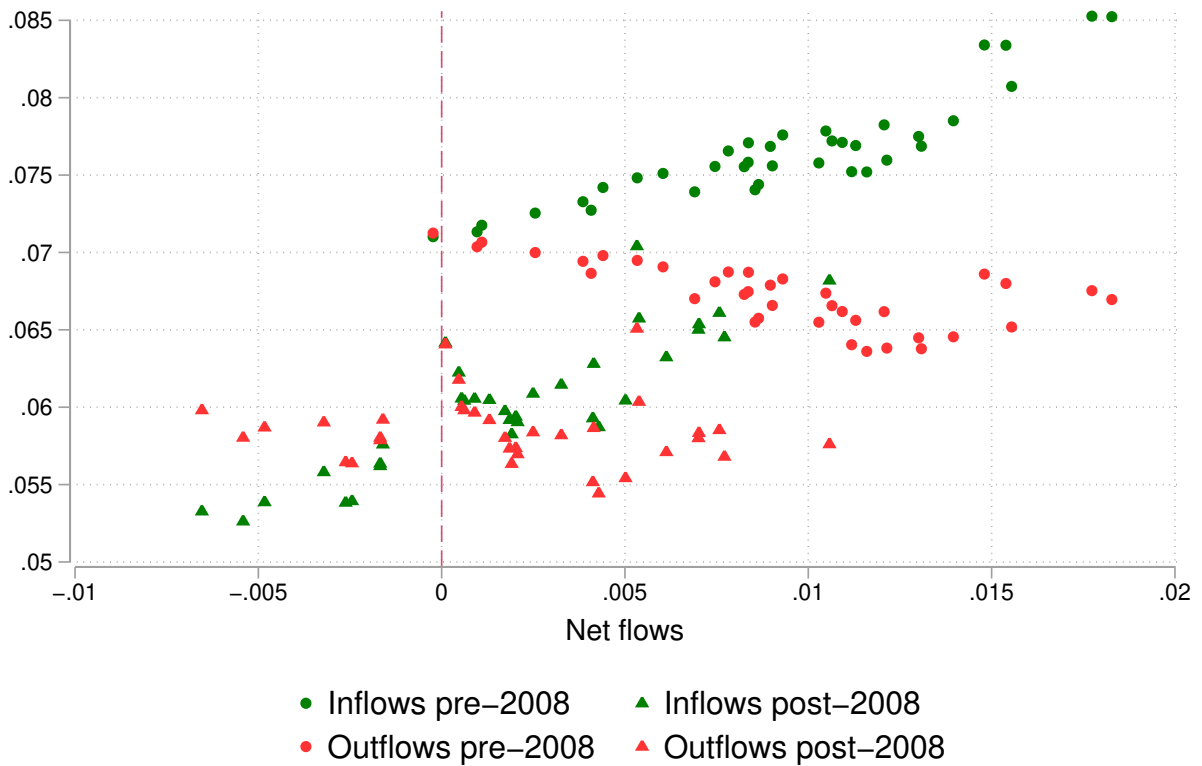 .085
.08
.075
.07
.065
.06
.055
.05
−.01 −.005 0 .005 .01 .015 .02
Net flows
Inflows pre−2008 Inflows post−2008
Outflows pre−2008 Outflows post−2008